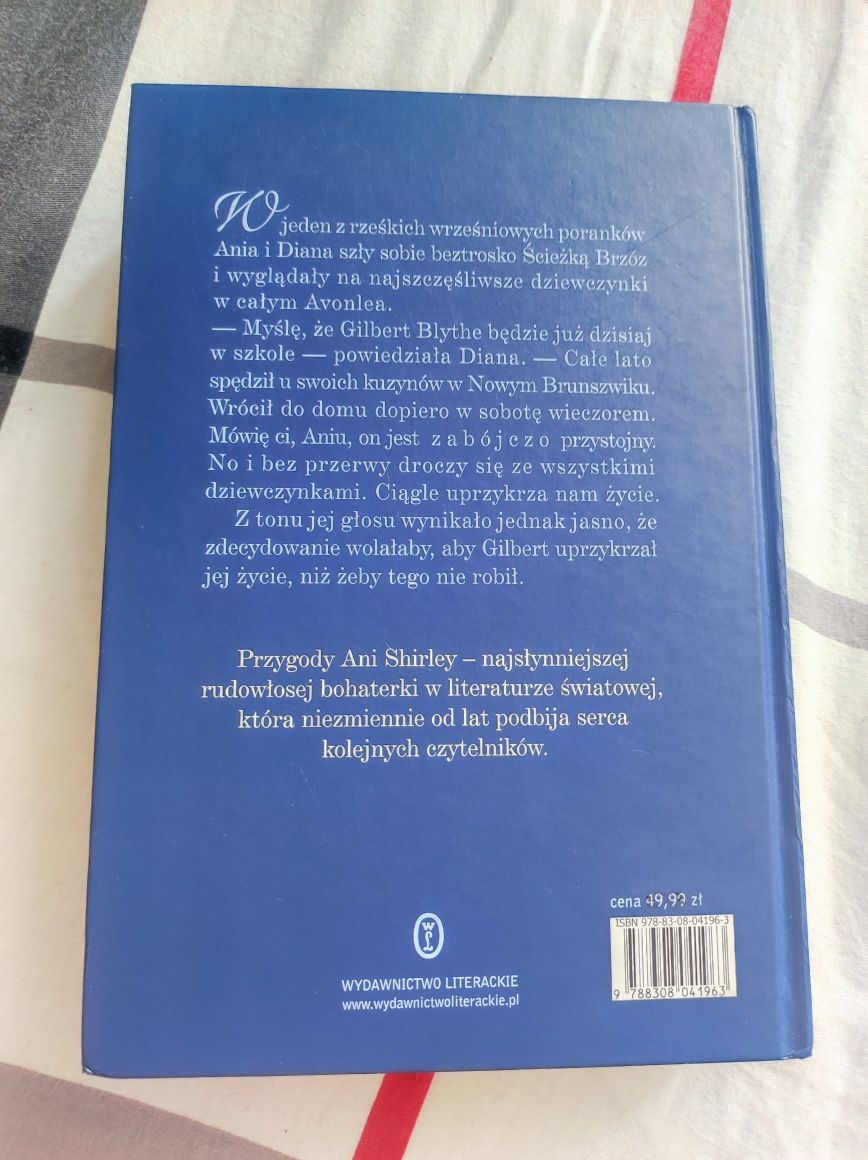 W jeden z rześkich wrześniowych poranków
Ania i Diana szły sobie beztrosko Ścieżką Brzóz
i wyglądały na najszczęśliwsze dziewczynki
w całym Avonlea.
— Myślę, że Gilbert Blythe będzie już dzisiaj
w szkole — powiedziała Diana. — Całe lato
spędził u swoich kuzynów w Nowym Brunszwiku.
Wrócił do domu dopiero w sobotę wieczorem.
Mówię ci, Aniu, on jest zabójczo przystojny.
No i bez przerwy droczy się ze wszystkimi
dziewczynkami. Ciągle uprzykrza nam życie.
Z tonu jej głosu wynikało jednak jasno, że
zdecydowanie wolałaby, aby Gilbert uprzykrzał
jej życie, niż żeby tego nie robił.
Przygody Ani Shirley – najsłynniejszej
rudowłosej bohaterki w literaturze światowej,
która niezmiennie od lat podbija serca
kolejnych czytelników.
cena 49,99 zł
ISBN 978-83-08-04196-3
9 788308 041963
WL
WYDAWNICTWO LITERACKIE
www.wydawnictwoliterackie.pl